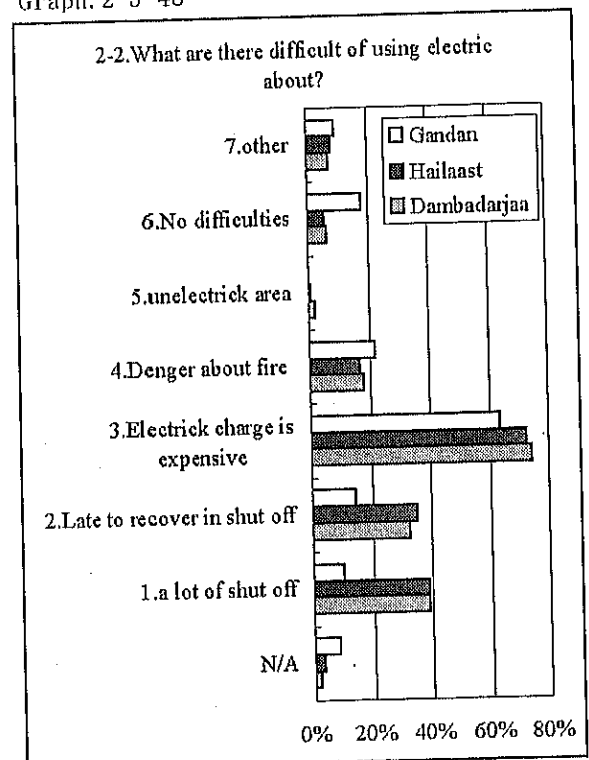 Graph. 2-3-48
2-2.What are there difficult of using electric
about?
Gandan
Hailaast
Dambadarjaa
7.other
6.No difficulties
5.unelectrick area
4.Denger about fire
3.Electrick charge is
expensive
2.Late to recover in shut off
1.a lot of shut off
N/A
0% 20% 40% 60% 80%